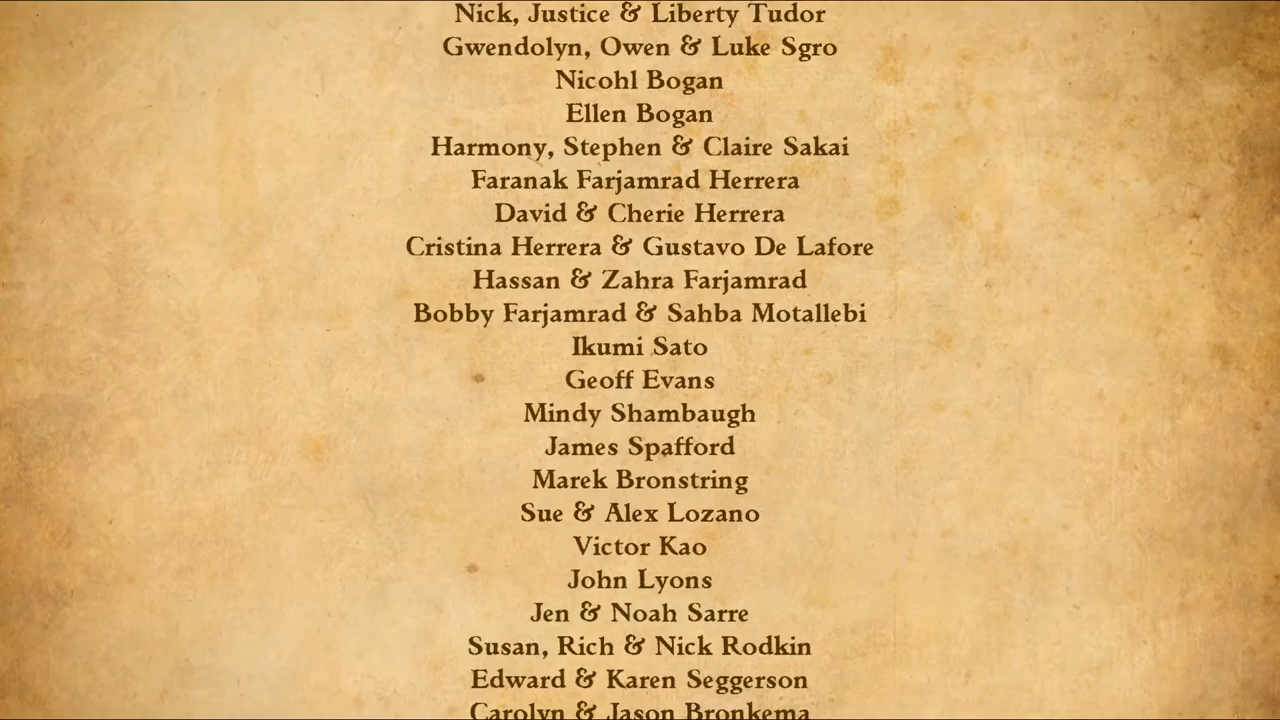 Nick, Justice & Liberty Tudor
Gwendolyn, Owen & Luke Sgro
Nicohl Bogan
Ellen Bogan
Harmony, Stephen & Claire Sakai
Faranak Farjamrad Herrera
David & Cherie Herrera
Cristina Herrera & Gustavo De Lafore
Hassan & Zahra Farjamrad
Bobby Farjamrad & Sahba Motallebi
Ikumi Sato
Geoff Evans
Mindy Shambaugh
James Spafford
Marek Bronstring
Sue & Alex Lozano
Victor Kao
John Lyons
Jen & Noah Sarre
Susan, Rich & Nick Rodkin
Edward & Karen Seggerson
Carolyn & Jason Bronkema